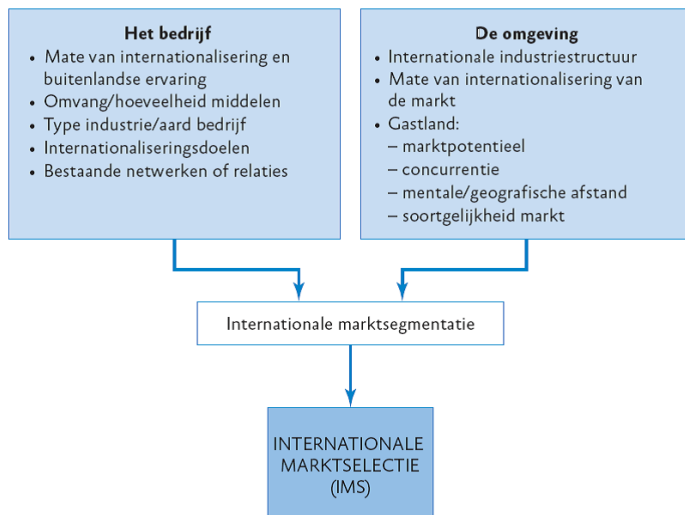 Het bedrijf
• Mate van internationalisering en
buitenlandse ervaring
• Omvang/hoeveelheid middelen
• Type industrie/aard bedrijf
• Internationaliseringsdoelen
• Bestaande netwerken of relaties
De omgeving
• Internationale industriestructuur
• Mate van internationalisering van
de markt
• Gastland:
– marktpotentieel
– concurrentie
– mentale/geografische afstand
– soortgelijkheid markt
Internationale marktsegmentatie
INTERNATIONALE
MARKTSELECTIE
(IMS)